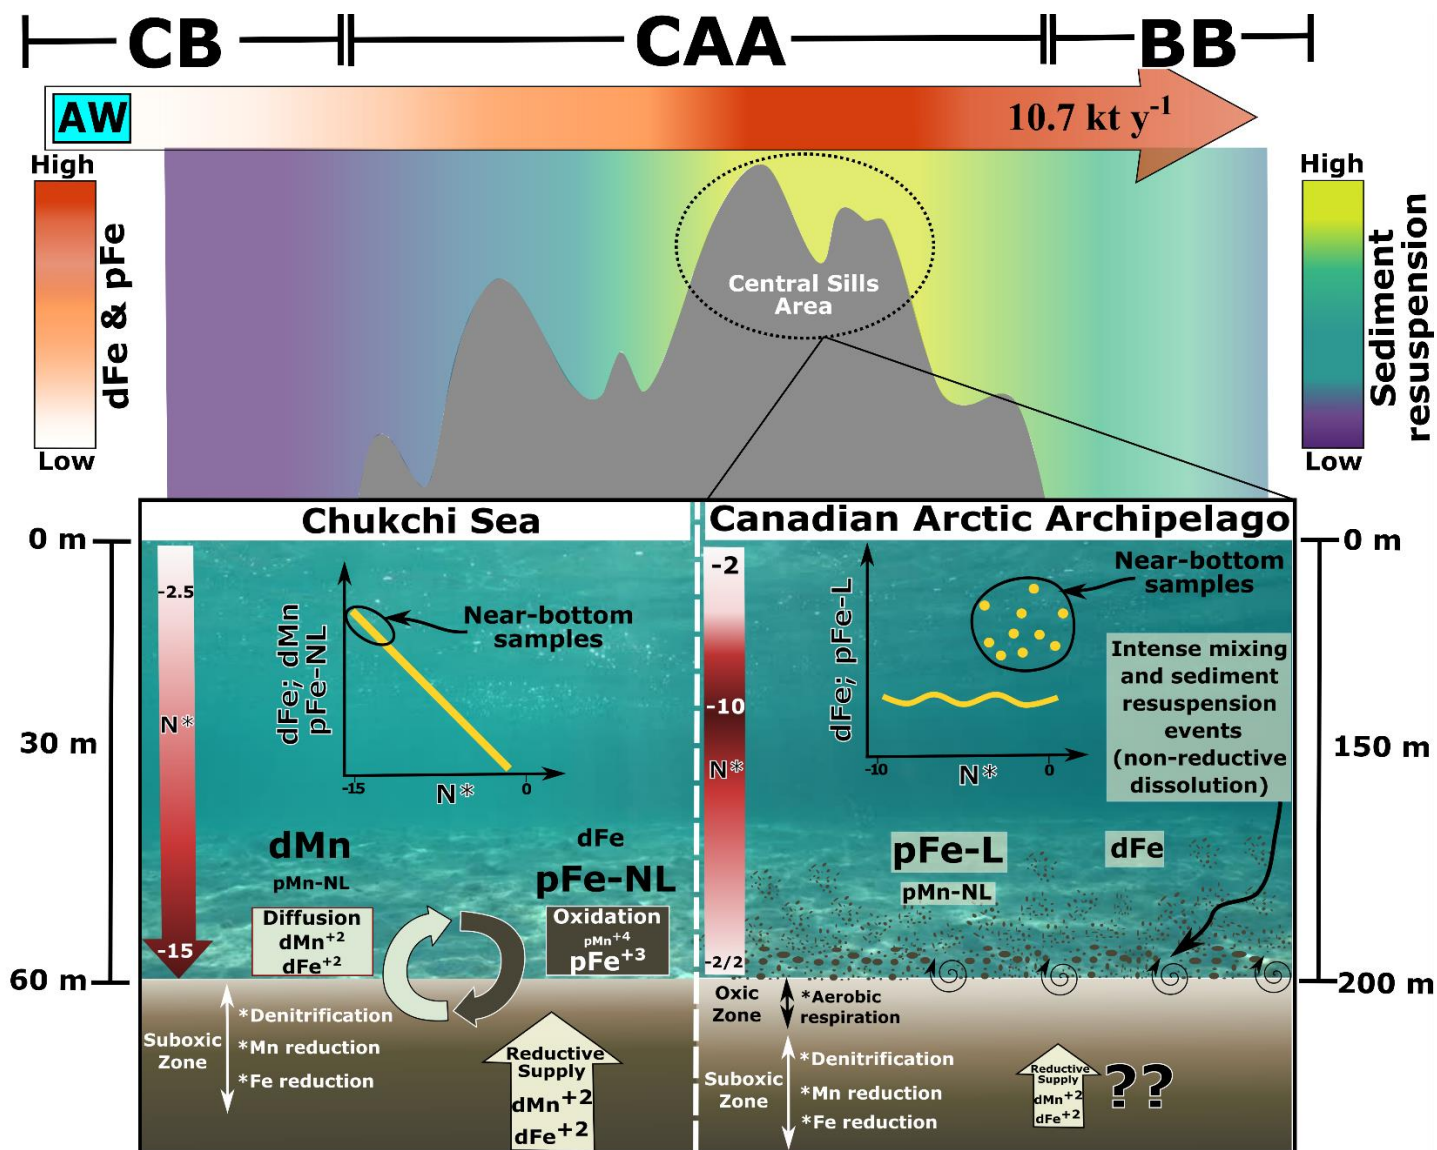 CB
CAA
BB
AW
10.7 kt y-1
High
dFe & pFe
Low
High
Sediment
resuspension
Low
Central Sills
Area
Chukchi Sea
0 m
30 m
60 m
-2.5
N*
-15
dFe; dMn
pFe-NL
Near-bottom
samples
-15
N*
0
dMn
pMn-NL
dFe
pFe-NL
Diffusion
dMn+2
dFe+2
Oxidation
pMn+4
pFe+3
Suboxic
Zone
*Denitrification
*Mn reduction
*Fe reduction
Reductive
Supply
dMn+2
dFe+2
Canadian Arctic Archipelago
0 m
150 m
200 m
-2
-10
N*
-2/2
dFe; pFe-L
Near-bottom
samples
-10
N*
0
Intense mixing
and sediment
resuspension
events
(non-reductive
dissolution)
pFe-L
pMn-NL
dFe
Oxic
Zone
*Aerobic
respiration
Suboxic
Zone
*Denitrification
*Mn reduction
*Fe reduction
Reductive
Supply
dMn+2
dFe+2
??